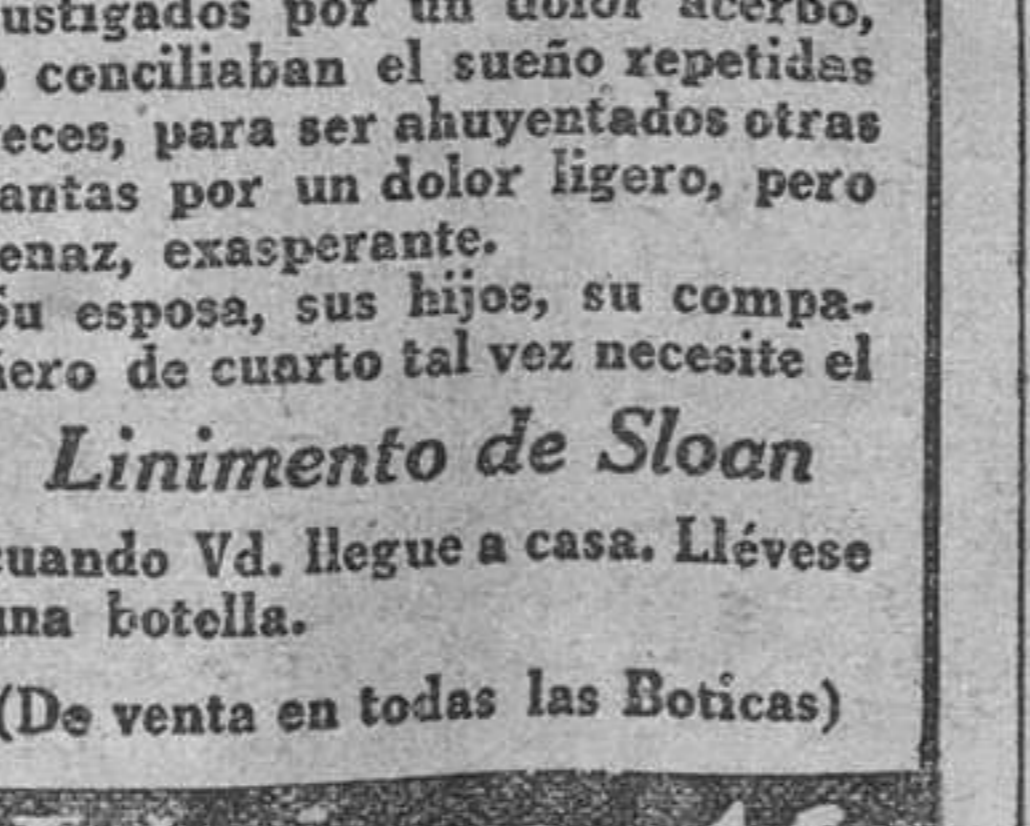 ustigados por un dolor acerbo,
o conciliaban el sueño repetidas
eces, para ser ahuyentados otras
antas por un dolor ligero, pero
enaz, exasperante.
Su esposa, sus hijos, su compa-
ñero de cuarto tal vez necesite el
Linimento de Sloan
cuando Vd. llegue a casa. Llévese
una botella.
(De venta en todas las Boticas)